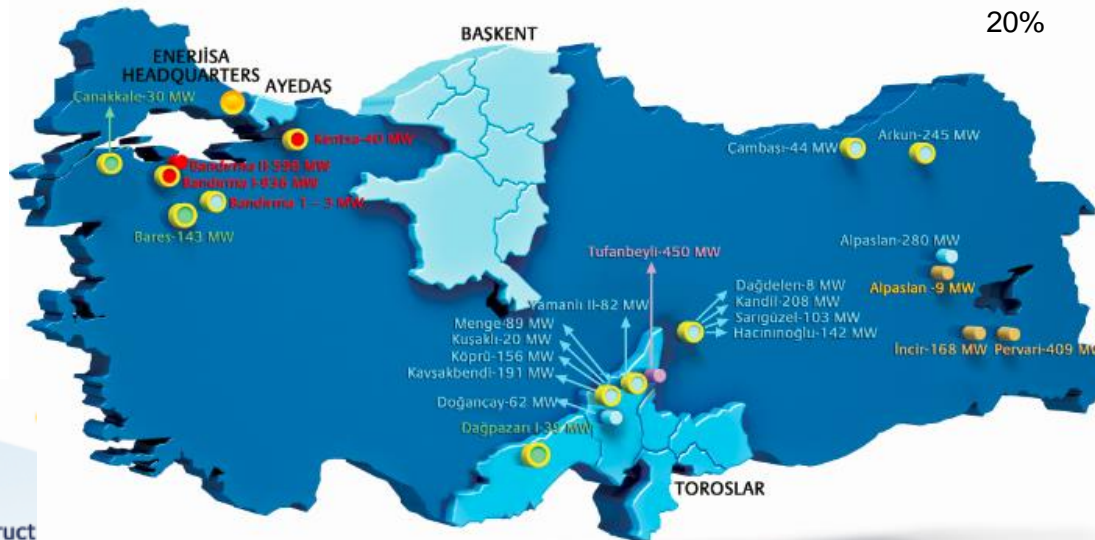 20%
BAŞKENT
ENERJİSA
HEADQUARTERS
AYEDAŞ
Çanakkale-30 MW
Kentsa-40 MW
Bandırma II-596 MW
Bandırma I-936 MW
Bandırma 1 – 3 MW
Bares-143 MW
Çambaşı-44 MW
Arkun-245 MW
Alpaslan-280 MW
Alpaslan -9 MW
İncir-168 MW
Pervari-409 MW
Tufanbeyli-450 MW
Dağdelen-8 MW
Kandil-208 MW
Sarıgüzel-103 MW
Hacınınoğlu-142 MW
Yamanlı II-82 MW
Menge-89 MW
Kuşaklı-20 MW
Köprü-156 MW
Kavsakbendi-191 MW
Doğançay-62 MW
Dağpazarı I-39 MW
TOROSLAR
ruct